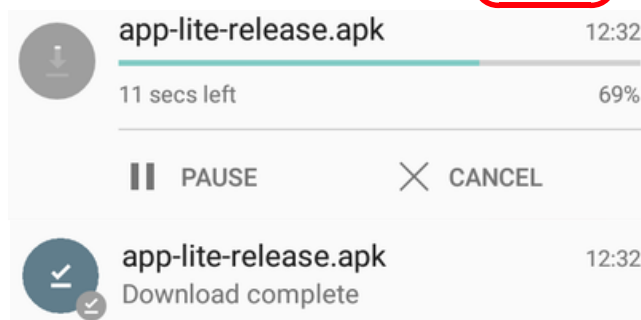 app-lite-release.apk 12:32
11 secs left 69%
PAUSE CANCEL
app-lite-release.apk 12:32
Download complete